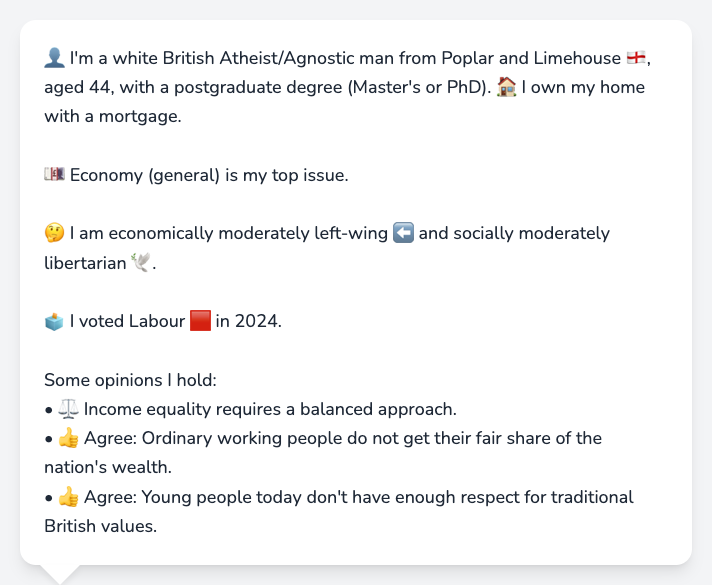 👤 I'm a white British Atheist/Agnostic man from Poplar and Limehouse 🏴󠁧󠁢󠁥󠁮󠁧󠁿,
aged 44, with a postgraduate degree (Master's or PhD). 🏠 I own my home
with a mortgage.
💷 Economy (general) is my top issue.
🤔 I am economically moderately left-wing ⬅️ and socially moderately
libertarian 🕊️.
🗳️ I voted Labour 🟥 in 2024.
Some opinions I hold:
• ⚖️ Income equality requires a balanced approach.
• 👍 Agree: Ordinary working people do not get their fair share of the
nation's wealth.
• 👍 Agree: Young people today don't have enough respect for traditional
British values.